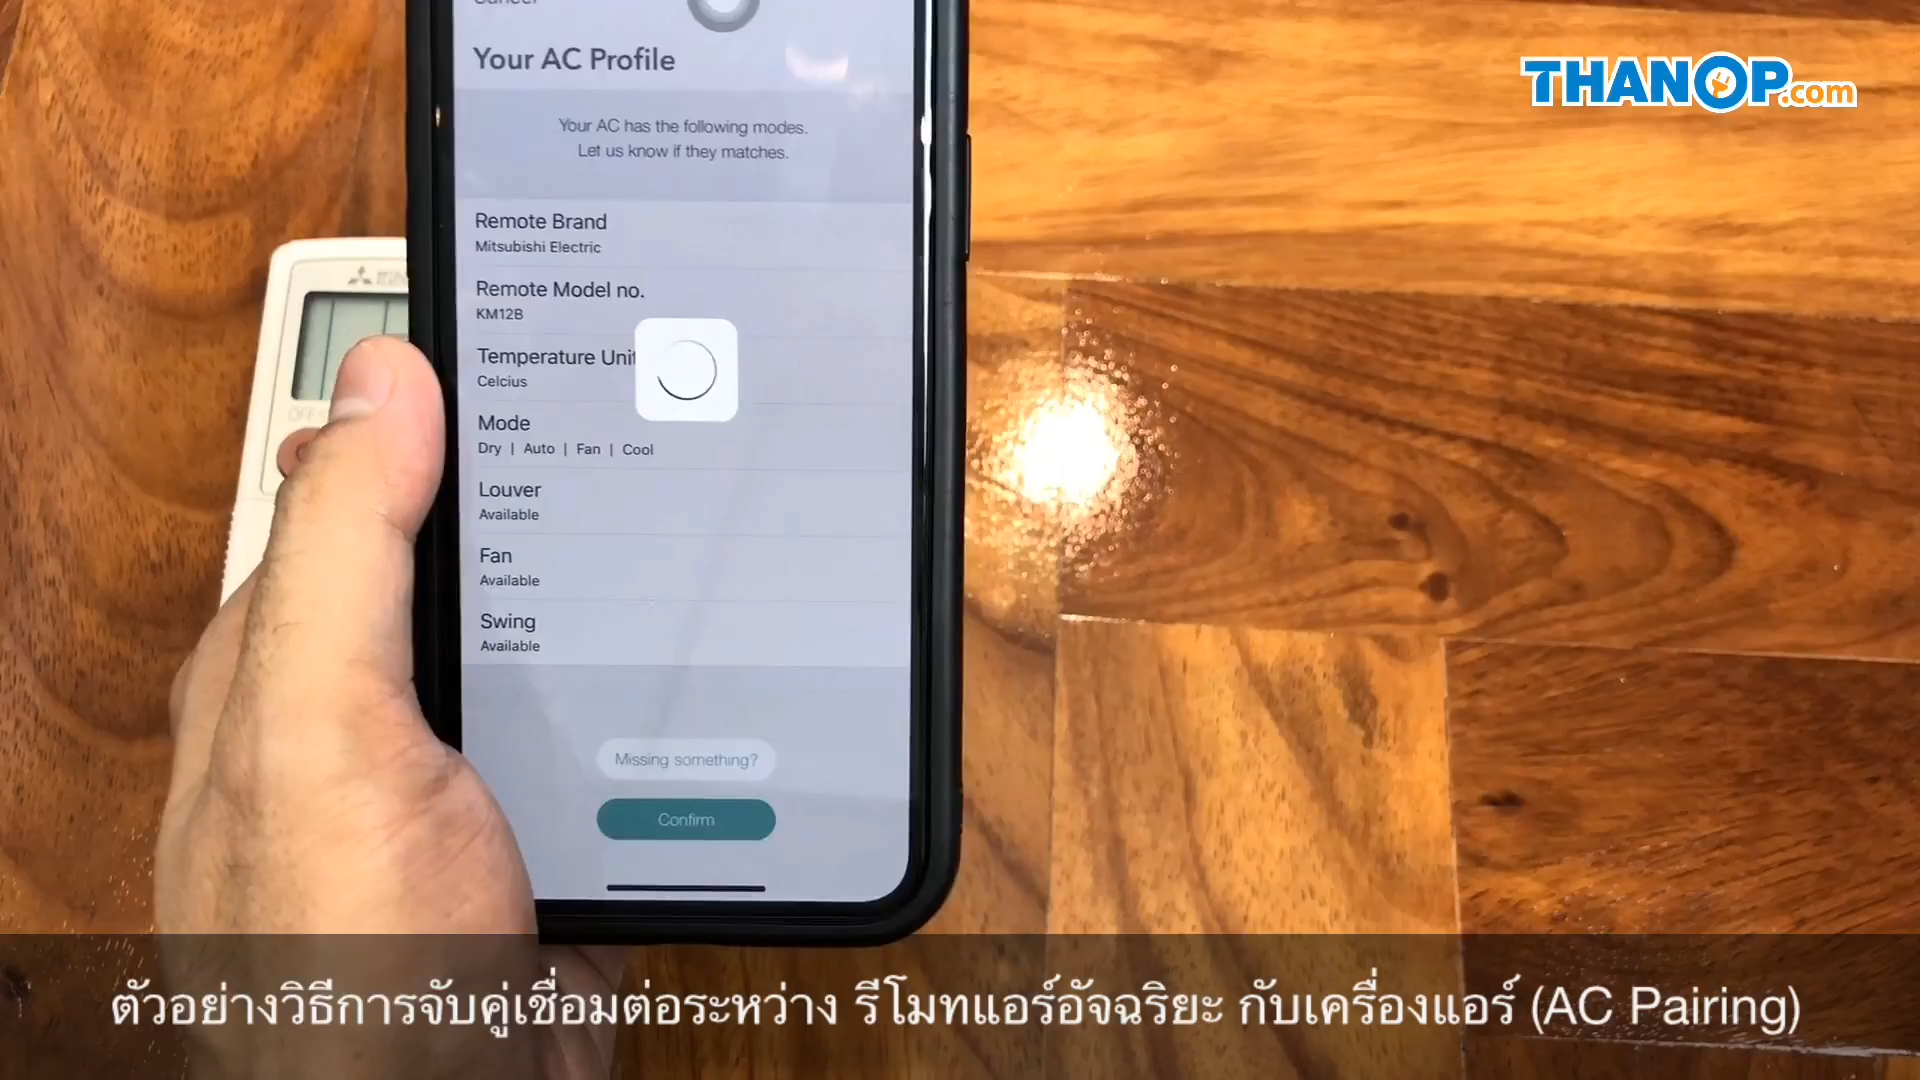 Cancel
Your AC Profile
THANOP.com
Your AC has the following modes.
Let us know if they matches.
Remote Brand
Mitsubishi Electric
Remote Model no.
KM12B
Temperature Unit
Celcius
Mode
Dry | Auto | Fan | Cool
Louver
Available
Fan
Available
Swing
Available
Missing something?
Confirm
ตัวอย่างวิธีการจับคู่เชื่อมต่อระหว่าง รีโมทแอร์อัจฉริยะ กับเครื่องแอร์ (AC Pairing)